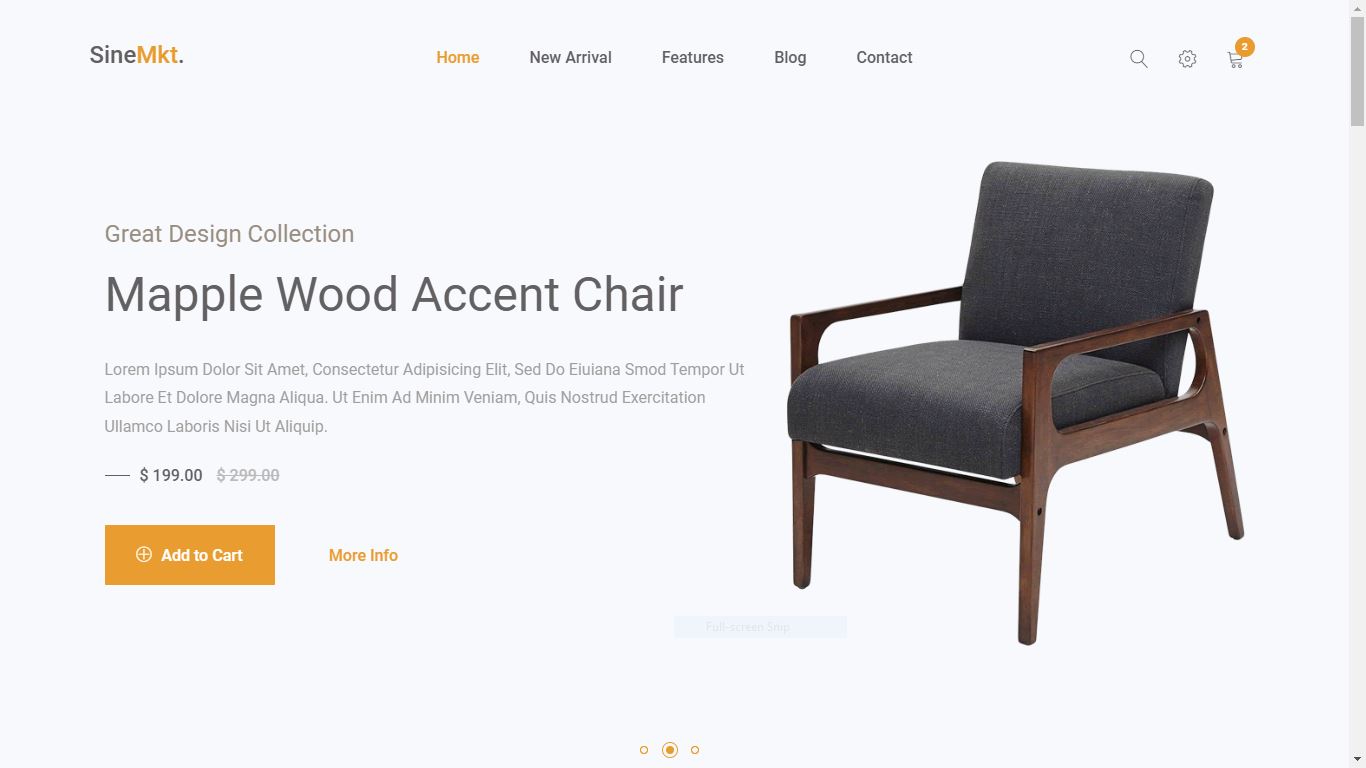 SineMkt.
Home New Arrival Features Blog Contact
2
Great Design Collection
Mapple Wood Accent Chair
Lorem Ipsum Dolor Sit Amet, Consectetur Adipisicing Elit, Sed Do Eiuiana Smod Tempor Ut
Labore Et Dolore Magna Aliqua. Ut Enim Ad Minim Veniam, Quis Nostrud Exercitation
Ullamco Laboris Nisi Ut Aliquip.
$ 199.00 $ 299.00
Add to Cart More Info
Full-screen Snip